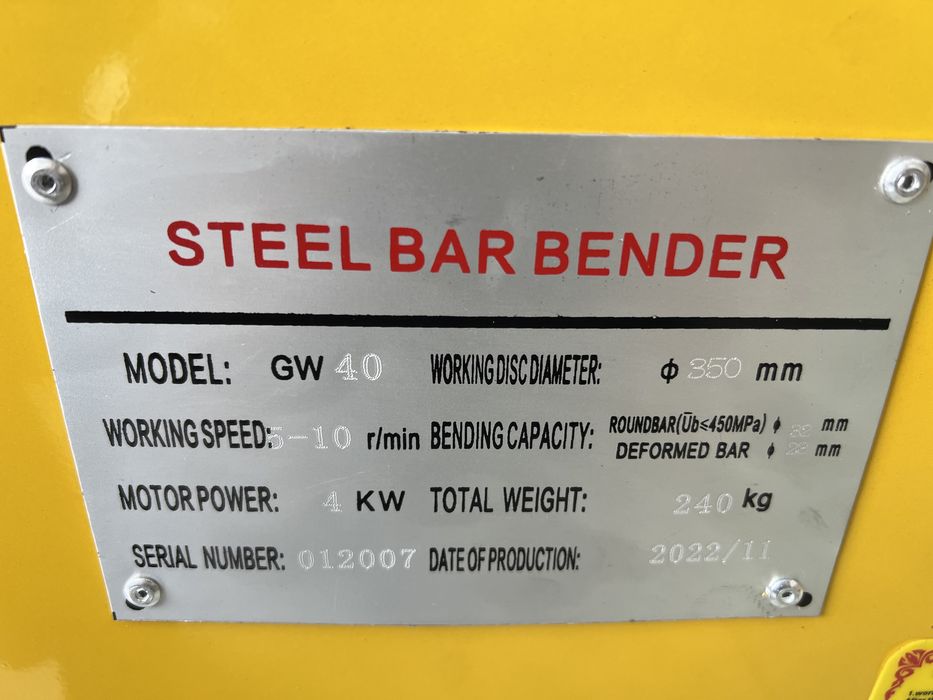 STEEL BAR BENDER
MODEL: GW 40 WORKING DISC DIAMETER: Φ 350 mm
WORKING SPEED: 5-10 r/min BENDING CAPACITY: ROUNDBAR(Ūb≤450MPa) Φ mm
DEFORMED BAR Φ mm
MOTOR POWER: 4 KW TOTAL WEIGHT: 240 kg
SERIAL NUMBER: 012007 DATE OF PRODUCTION: 2022/11